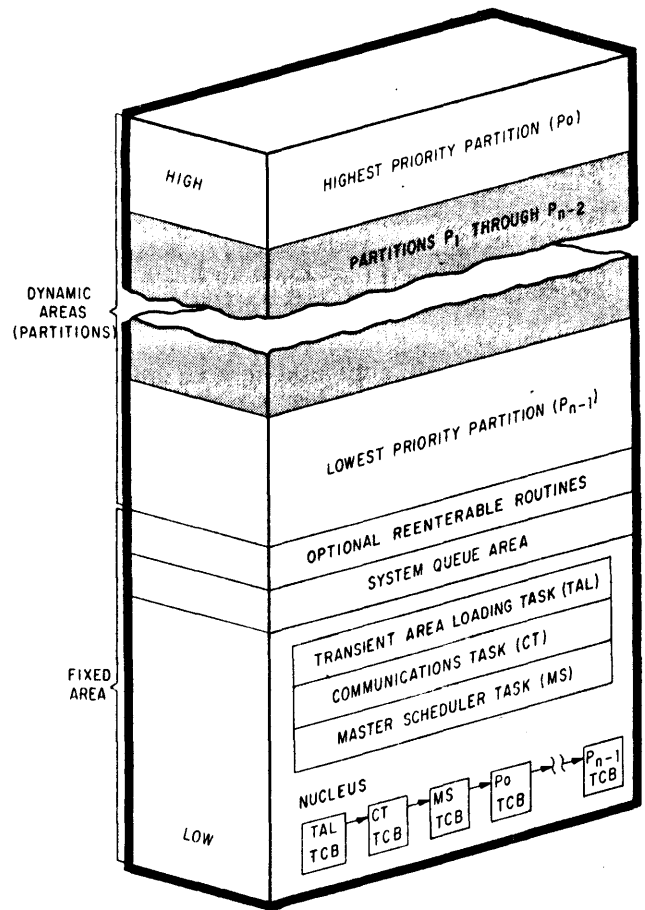 HIGHEST PRIORITY PARTITION (P0)
HIGH
PARTITIONS P1 THROUGH Pn-2
DYNAMIC
AREAS
(PARTITIONS)
LOWEST PRIORITY PARTITION (Pn-1)
OPTIONAL REENTERABLE ROUTINES
SYSTEM QUEUE AREA
TRANSIENT AREA LOADING TASK (TAL)
COMMUNICATIONS TASK (CT)
MASTER SCHEDULER TASK (MS)
FIXED
AREA
NUCLEUS
LOW
TAL
TCB
CT
TCB
MS
TCB
P0
TCB
Pn-1
TCB